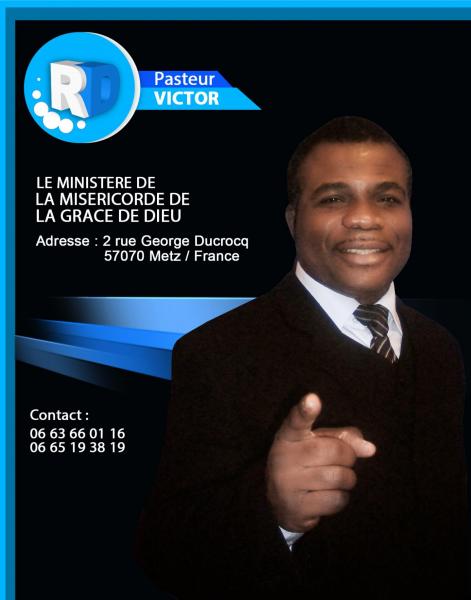 RD
Pasteur
VICTOR
LE MINISTERE DE
LA MISERICORDE DE
LA GRACE DE DIEU
Adresse : 2 rue George Ducrocq
57070 Metz / France
Contact :
06 63 66 01 16
06 65 19 38 19